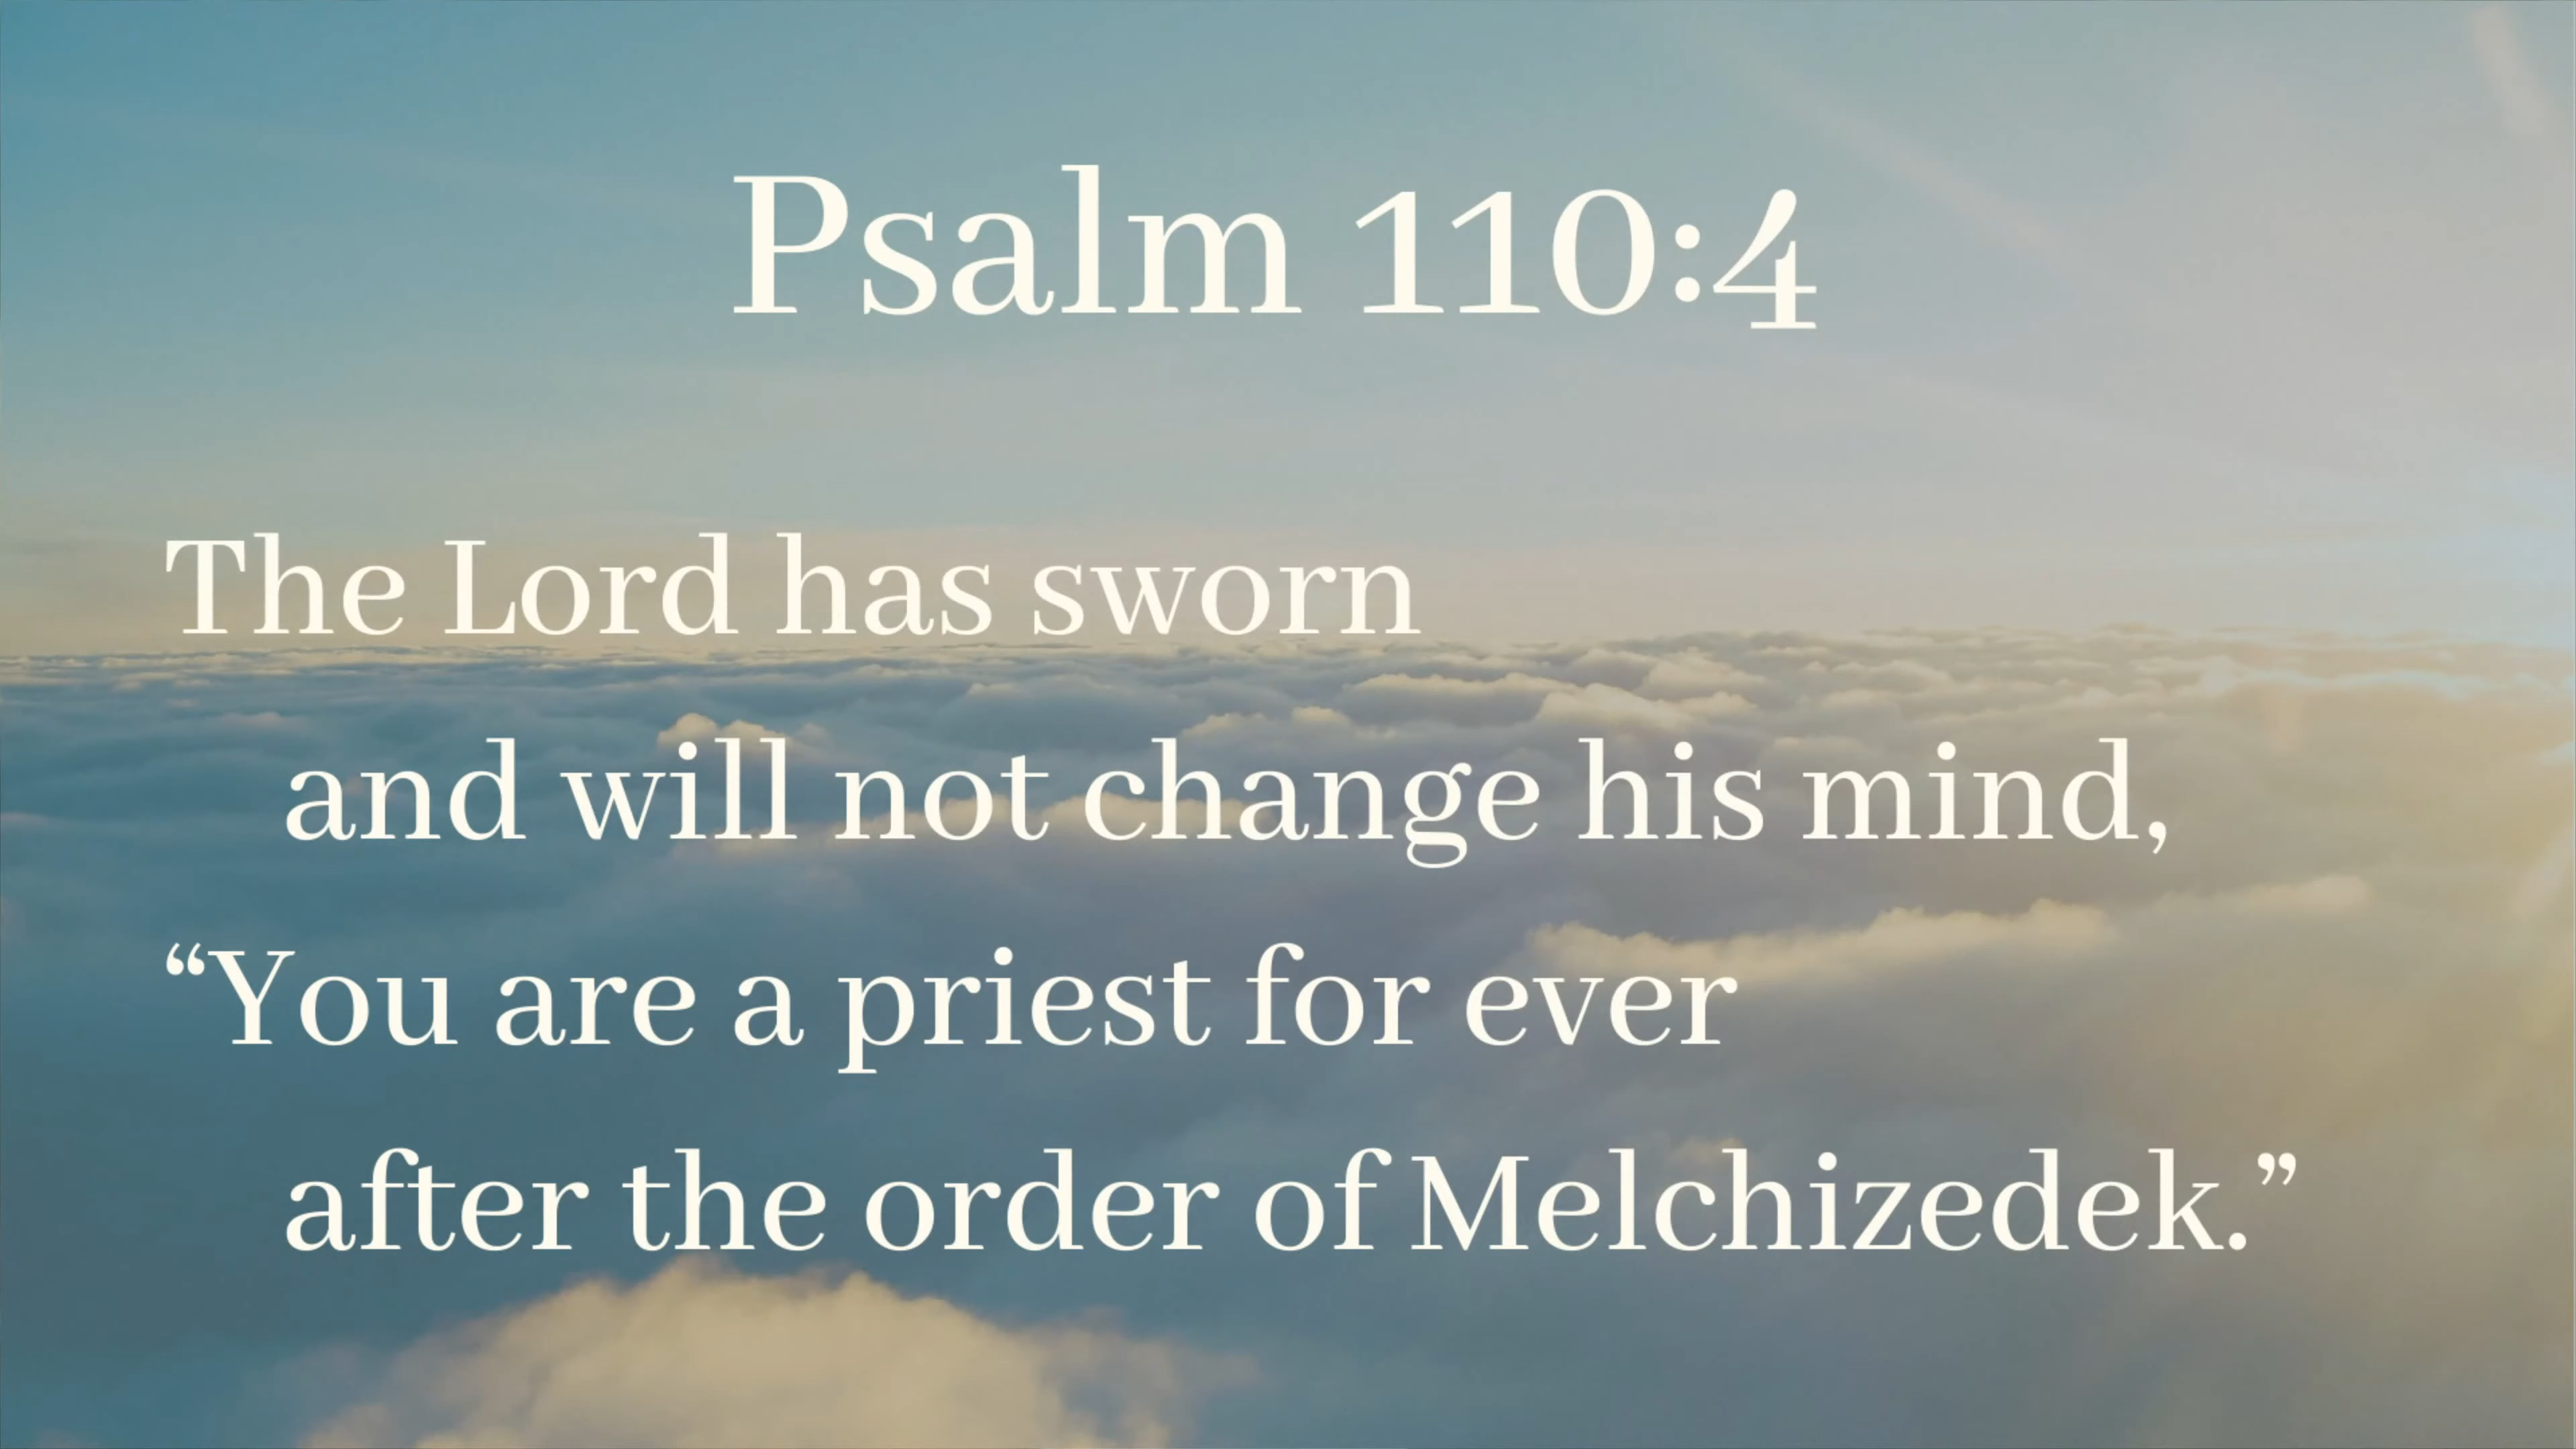 Psalm 110:4
The Lord has sworn
and will not change his mind,
“You are a priest for ever
after the order of Melchizedek.”